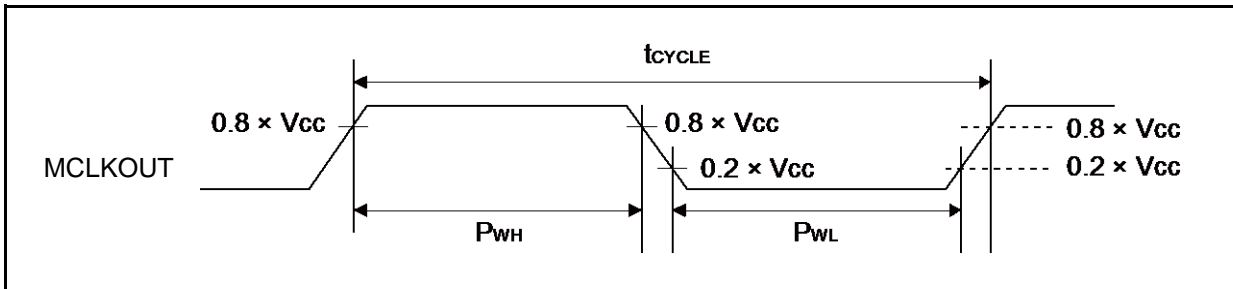 tCYCLE
0.8 × Vcc
0.8 × Vcc
0.8 × Vcc
MCLKOUT
0.2 × Vcc
0.2 × Vcc
PWH
PWL